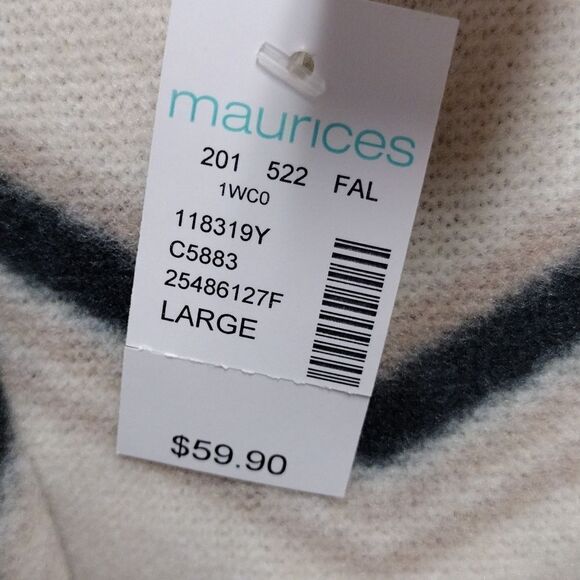 maurices
201 522 FAL
1WC0
118319Y
C5883
25486127F
LARGE
$59.90